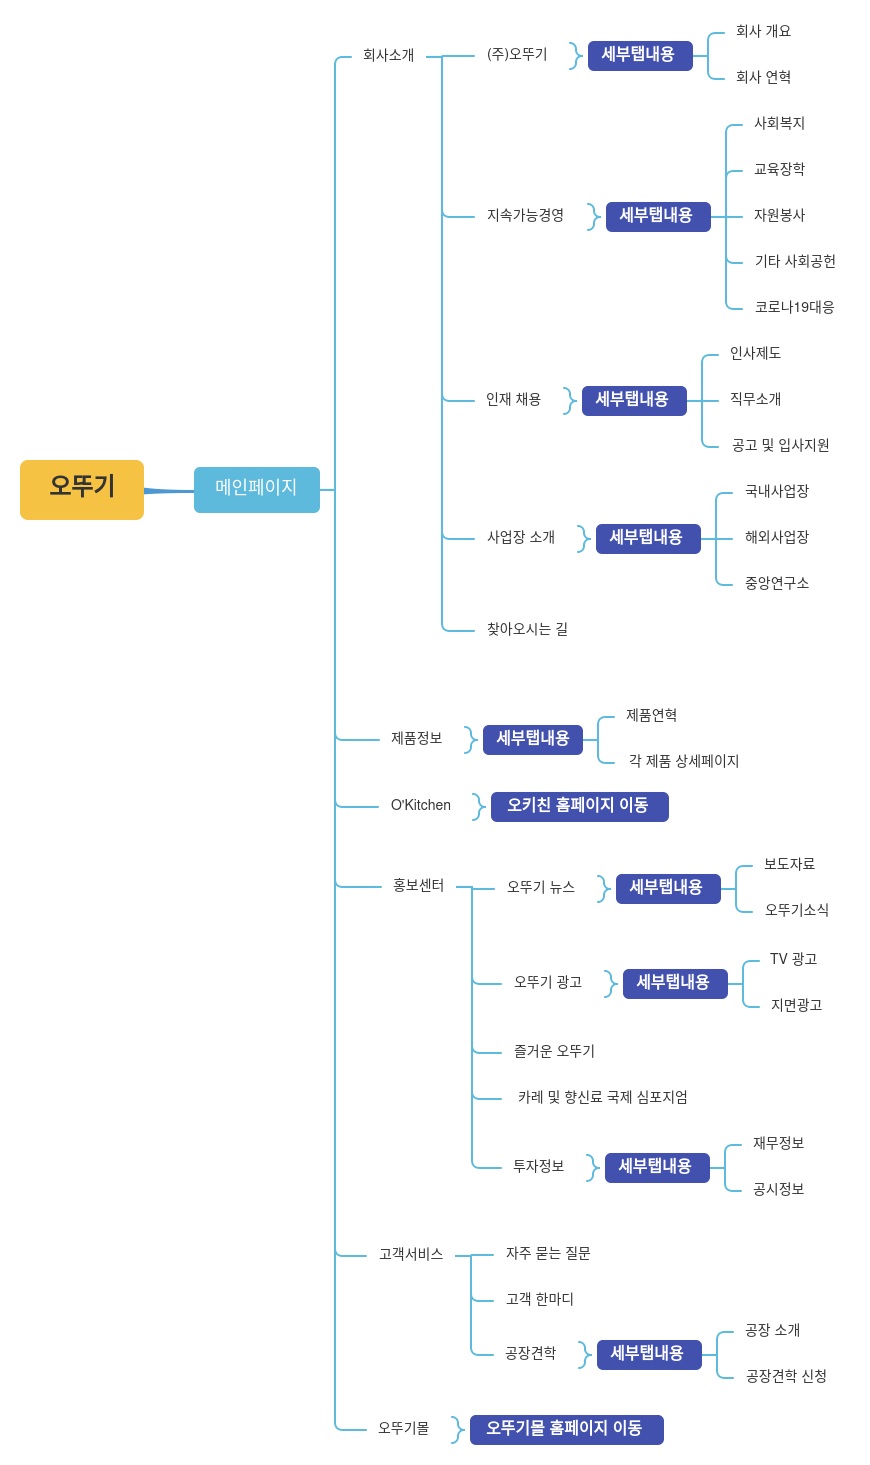 오뚜기
메인페이지
회사소개
(주)오뚜기
세부탭내용
회사 개요
회사 연혁
지속가능경영
세부탭내용
사회복지
교육장학
자원봉사
기타 사회공헌
코로나19대응
인재 채용
세부탭내용
인사제도
직무소개
공고 및 입사지원
사업장 소개
세부탭내용
국내사업장
해외사업장
중앙연구소
찾아오시는 길
제품정보
세부탭내용
제품연혁
각 제품 상세페이지
O'Kitchen
오키친 홈페이지 이동
홍보센터
오뚜기 뉴스
세부탭내용
보도자료
오뚜기소식
오뚜기 광고
세부탭내용
TV 광고
지면광고
즐거운 오뚜기
카레 및 향신료 국제 심포지엄
투자정보
세부탭내용
재무정보
공시정보
고객서비스
자주 묻는 질문
고객 한마디
공장견학
세부탭내용
공장 소개
공장견학 신청
오뚜기몰
오뚜기몰 홈페이지 이동